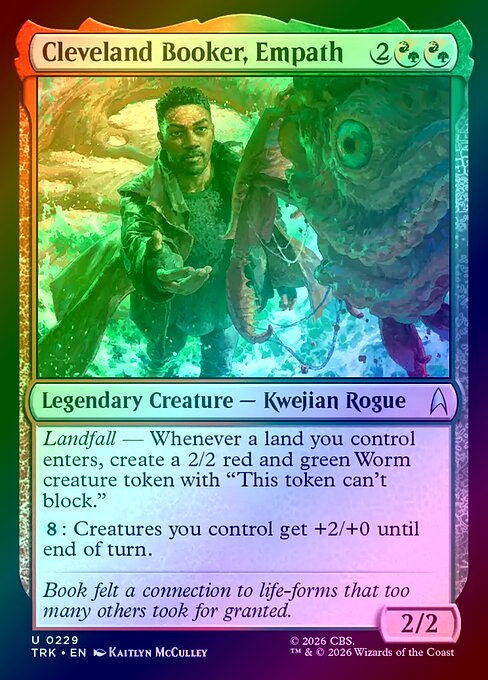 Cleveland Booker, Empath 2
Legendary Creature — Kwejian Rogue
Landfall — Whenever a land you control
enters, create a 2/2 red and green Worm
creature token with “This token can’t
block.”
8: Creatures you control get +2/+0 until
end of turn.
Book felt a connection to life-forms that too
many others took for granted.
2/2
U 0229
TRK • EN KAITLYN McCULLEY
© 2026 CBS.
™ & © 2026 Wizards of the Coast